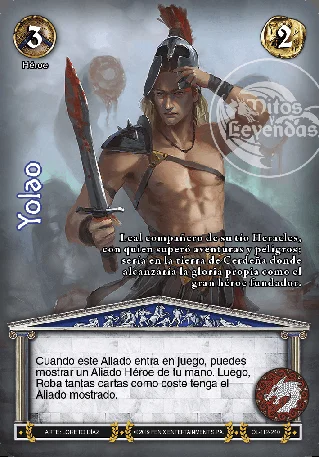 3
2
Héroe
Mitos
Leyendas
Yolao
Leal compañero de su tío Heracles,
con quien superó aventuras y peligros;
sería en la tierra de Cerdeña donde
alcanzaría la gloria propia como el
gran héroe fundador.
Cuando este Aliado entra en juego, puedes
mostrar un Aliado Héroe de tu mano. Luego,
Roba tantas cartas como coste tenga el
Aliado mostrado.